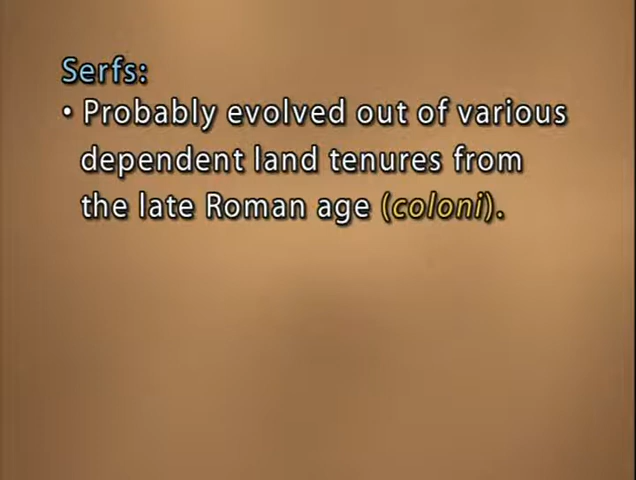 Serfs:
• Probably evolved out of various
dependent land tenures from
the late Roman age (coloni).